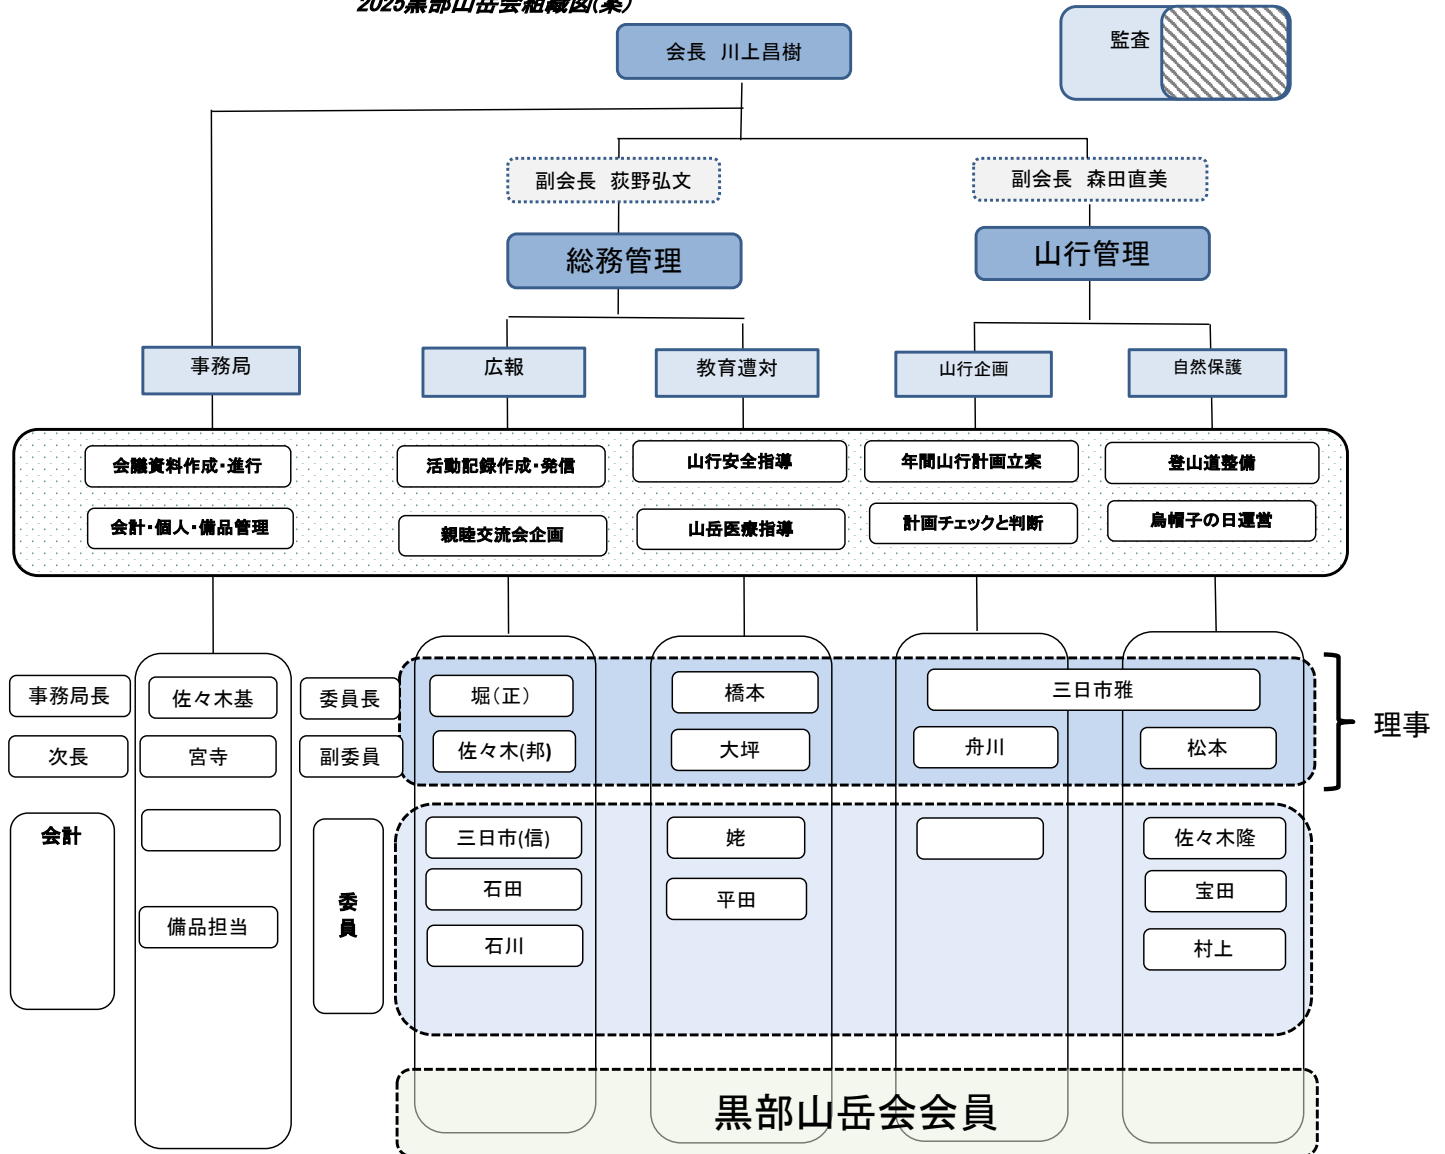 2025黒部山岳会組織図(案)
会長　川上昌樹
監査
副会長　荻野弘文
副会長　森田直美
総務管理
山行管理
事務局
広報
教育遭対
山行企画
自然保護
会議資料作成・進行
活動記録作成・発信
山行安全指導
年間山行計画立案
登山道整備
会計・個人・備品管理
親睦交流会企画
山岳医療指導
計画チェックと判断
烏帽子の日運営
事務局長
佐々木基
委員長
堀（正）
橋本
三日市雅
理事
次長
宮寺
副委員
佐々木(邦)
大坪
舟川
松本
会計
備品担当
委
員
三日市(信)
姥
佐々木隆
石田
平田
宝田
石川
村上
黒部山岳会会員